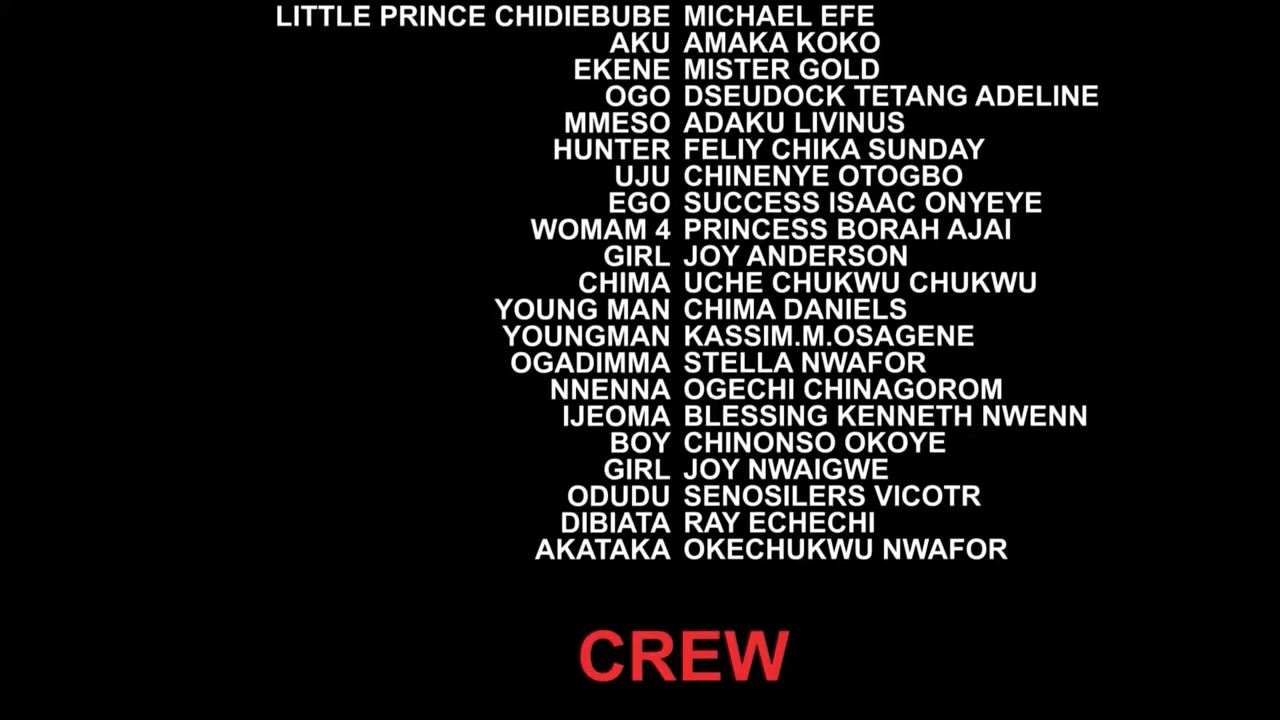 LITTLE PRINCE CHIDIEBUBE MICHAEL EFE
AKU AMAKA KOKO
EKENE MISTER GOLD
OGO DSEUDOCK TETANG ADELINE
MMESO ADAKU LIVINUS
HUNTER FELIY CHIKA SUNDAY
UJU CHINENYE OTOGBO
EGO SUCCESS ISAAC ONYEYE
WOMAM 4 PRINCESS BORAH AJAI
GIRL JOY ANDERSON
CHIMA UCHE CHUKWU CHUKWU
YOUNG MAN CHIMA DANIELS
YOUNGMAN KASSIM.M.OSAGENE
OGADIMMA STELLA NWAFOR
NNENNA OGECHI CHINAGOROM
IJEOMA BLESSING KENNETH NWENN
BOY CHINONSO OKOYE
GIRL JOY NWAIGWE
ODUDU SENOSILERS VICOTR
DIBIATA RAY ECHECHI
AKATAKA OKECHUKWU NWAFOR
CREW